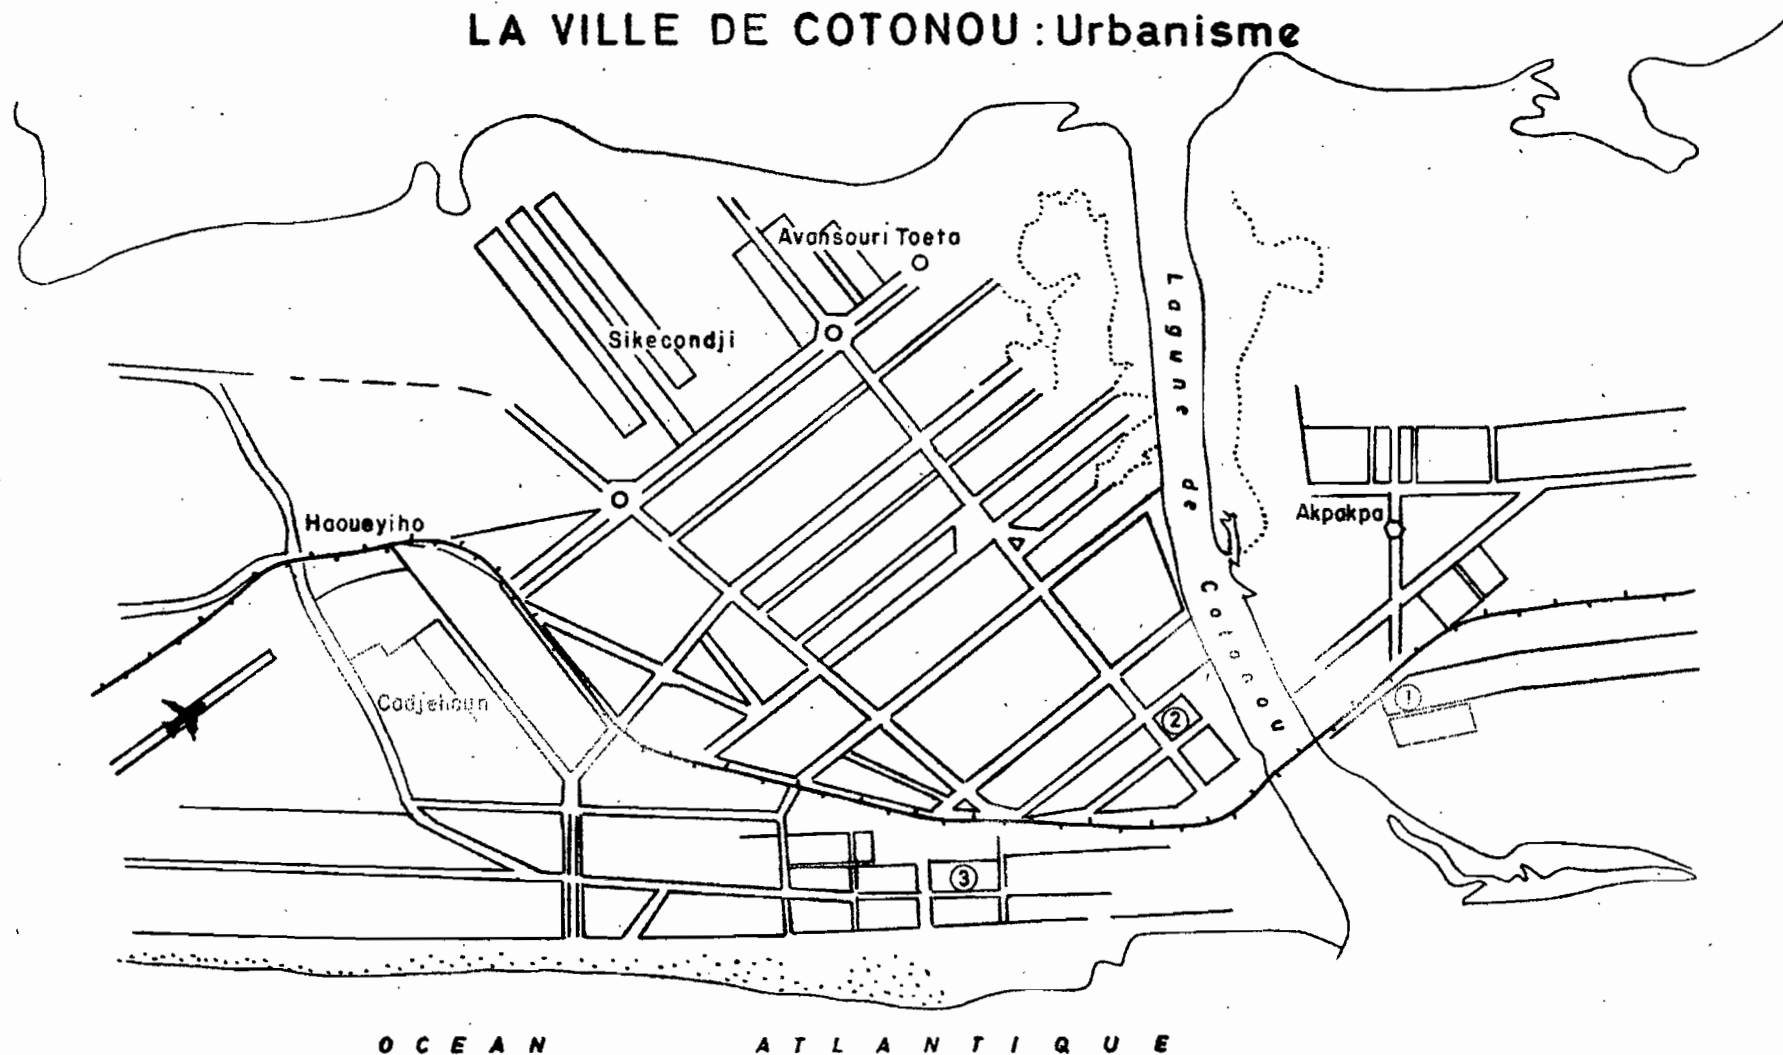 LA VILLE DE COTONOU : Urbanisme
Avansouri Toeta
Sikecondji
Lagune de Cotonou
Haoueyiho
Akpakpa
Cadjehoun
1
2
3
OCEAN ATLANTIQUE